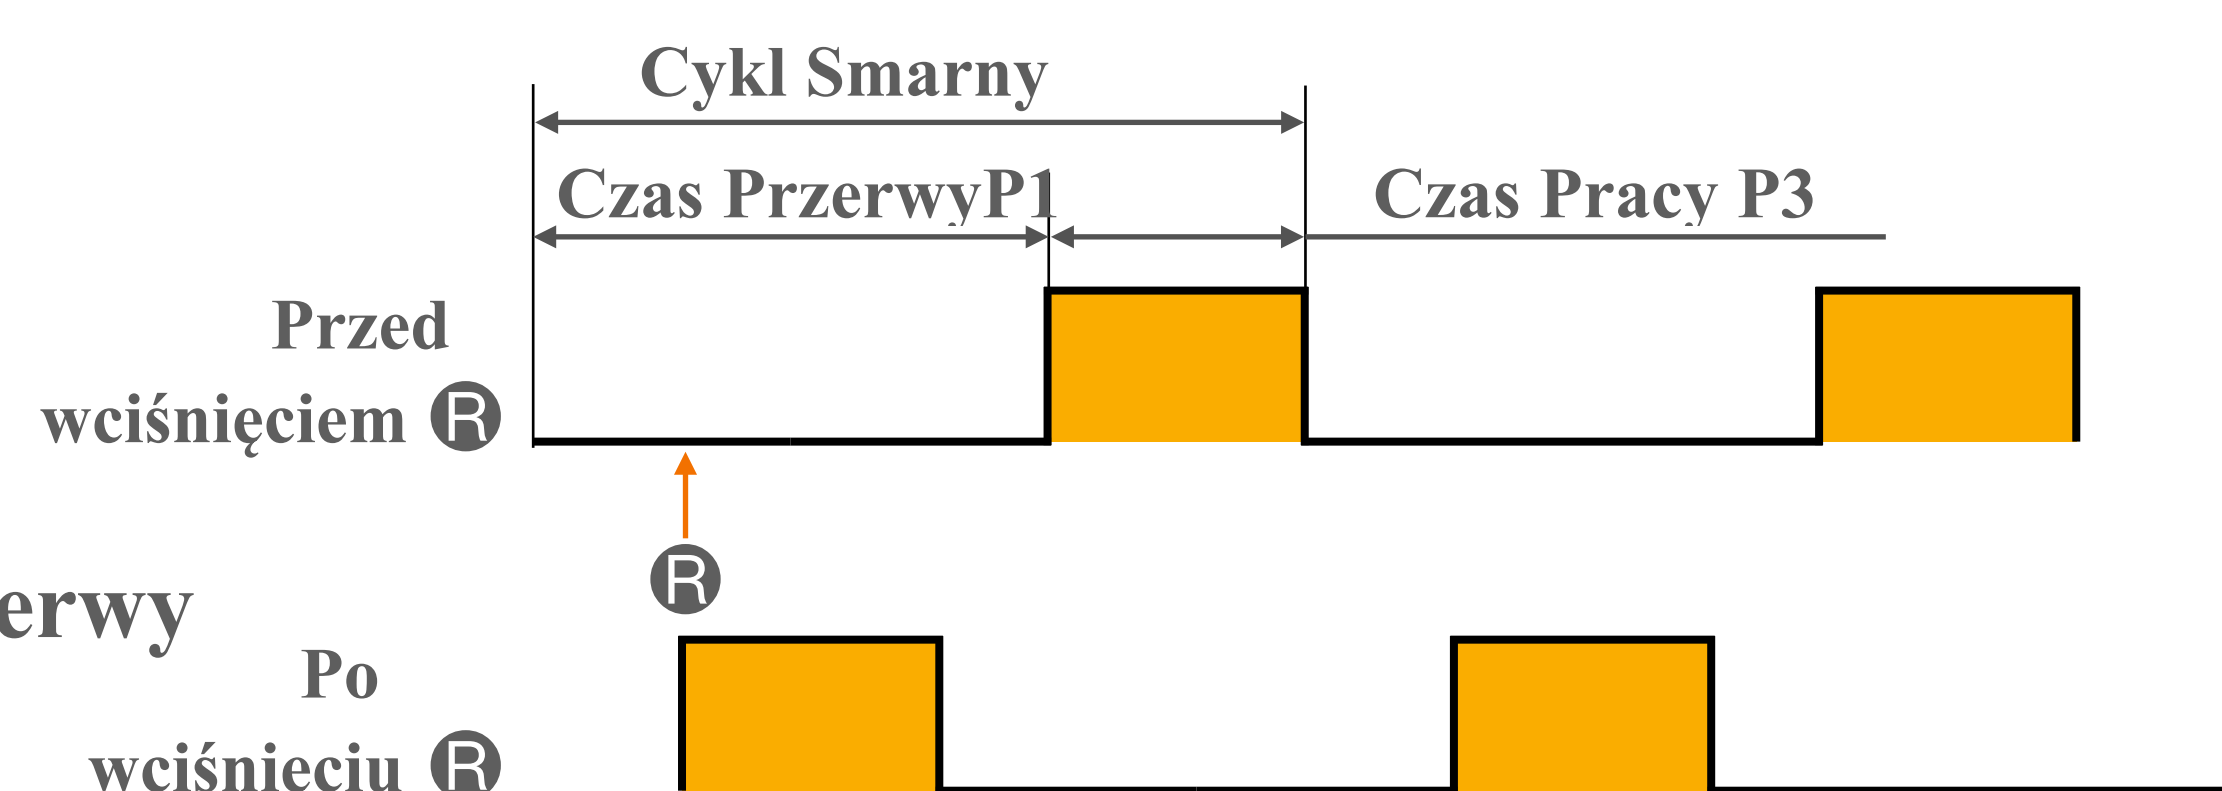 Cykl Smarny
Czas PrzerwyP1
Czas Pracy P3
Przed
wciśnięciem R
R
erwy
Po
wciśnieciu R